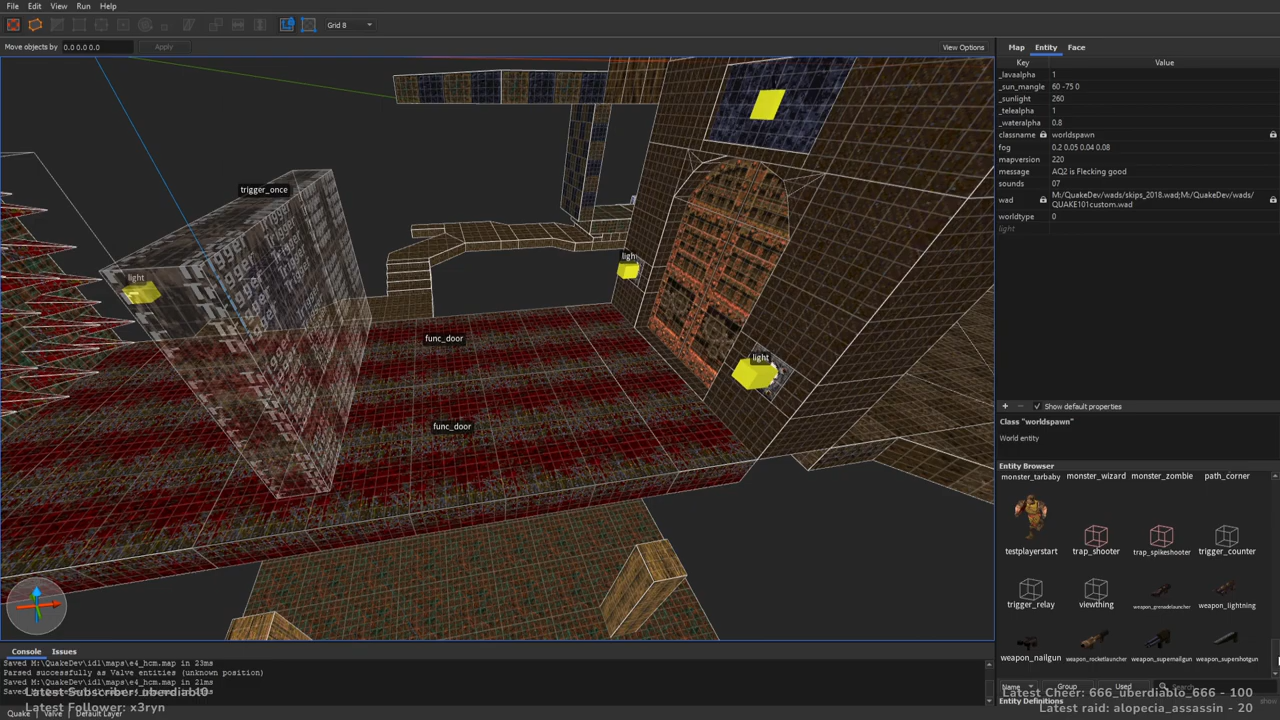 File Edit View Run Help
Grid 8
Move objects by 0.0 0.0 0.0 Apply
View Options
Map Entity Face
Key Value
_lavaalpha 1
_sun_mangle 60 -75 0
_sunlight 260
_telealpha 1
_wateralpha 0.8
classname worldspawn
fog 0.2 0.05 0.04 0.08
mapversion 220
message AQ2 is Flecking good
sounds 07
wad M:/QuakeDev/wads/skips_2018.wad;M:/QuakeDev/wads/
QUAKE101custom.wad
worldtype 0
light
trigger_once
light
light
func_door
light
func_door
Trigger
Trigger
Trigger
Show default properties
Class "worldspawn"
World entity
Entity Browser
monster_tarbaby monster_wizard monster_zombie path_corner
testplayerstart trap_shooter trap_spikeshooter trigger_counter
trigger_relay viewthing weapon_grenadelauncher weapon_lightning
weapon_nailgun weapon_rocketlauncher weapon_supernailgun weapon_supershotgun
Name Group Used Search
Entity Definitions
Console Issues
Saved M:\QuakeDev\id1\maps\e4_hcm.map in 23ms
Parsed successfully as Valve entities (unknown position)
Saved M:\QuakeDev\id1\maps\e4_hcm.map in 21ms
Latest Follower: x3ryn
Latest Cheer: 666_uberdiablo_666 - 100
Latest raid: alopecia_assassin - 20
Quake Valve Default Layer